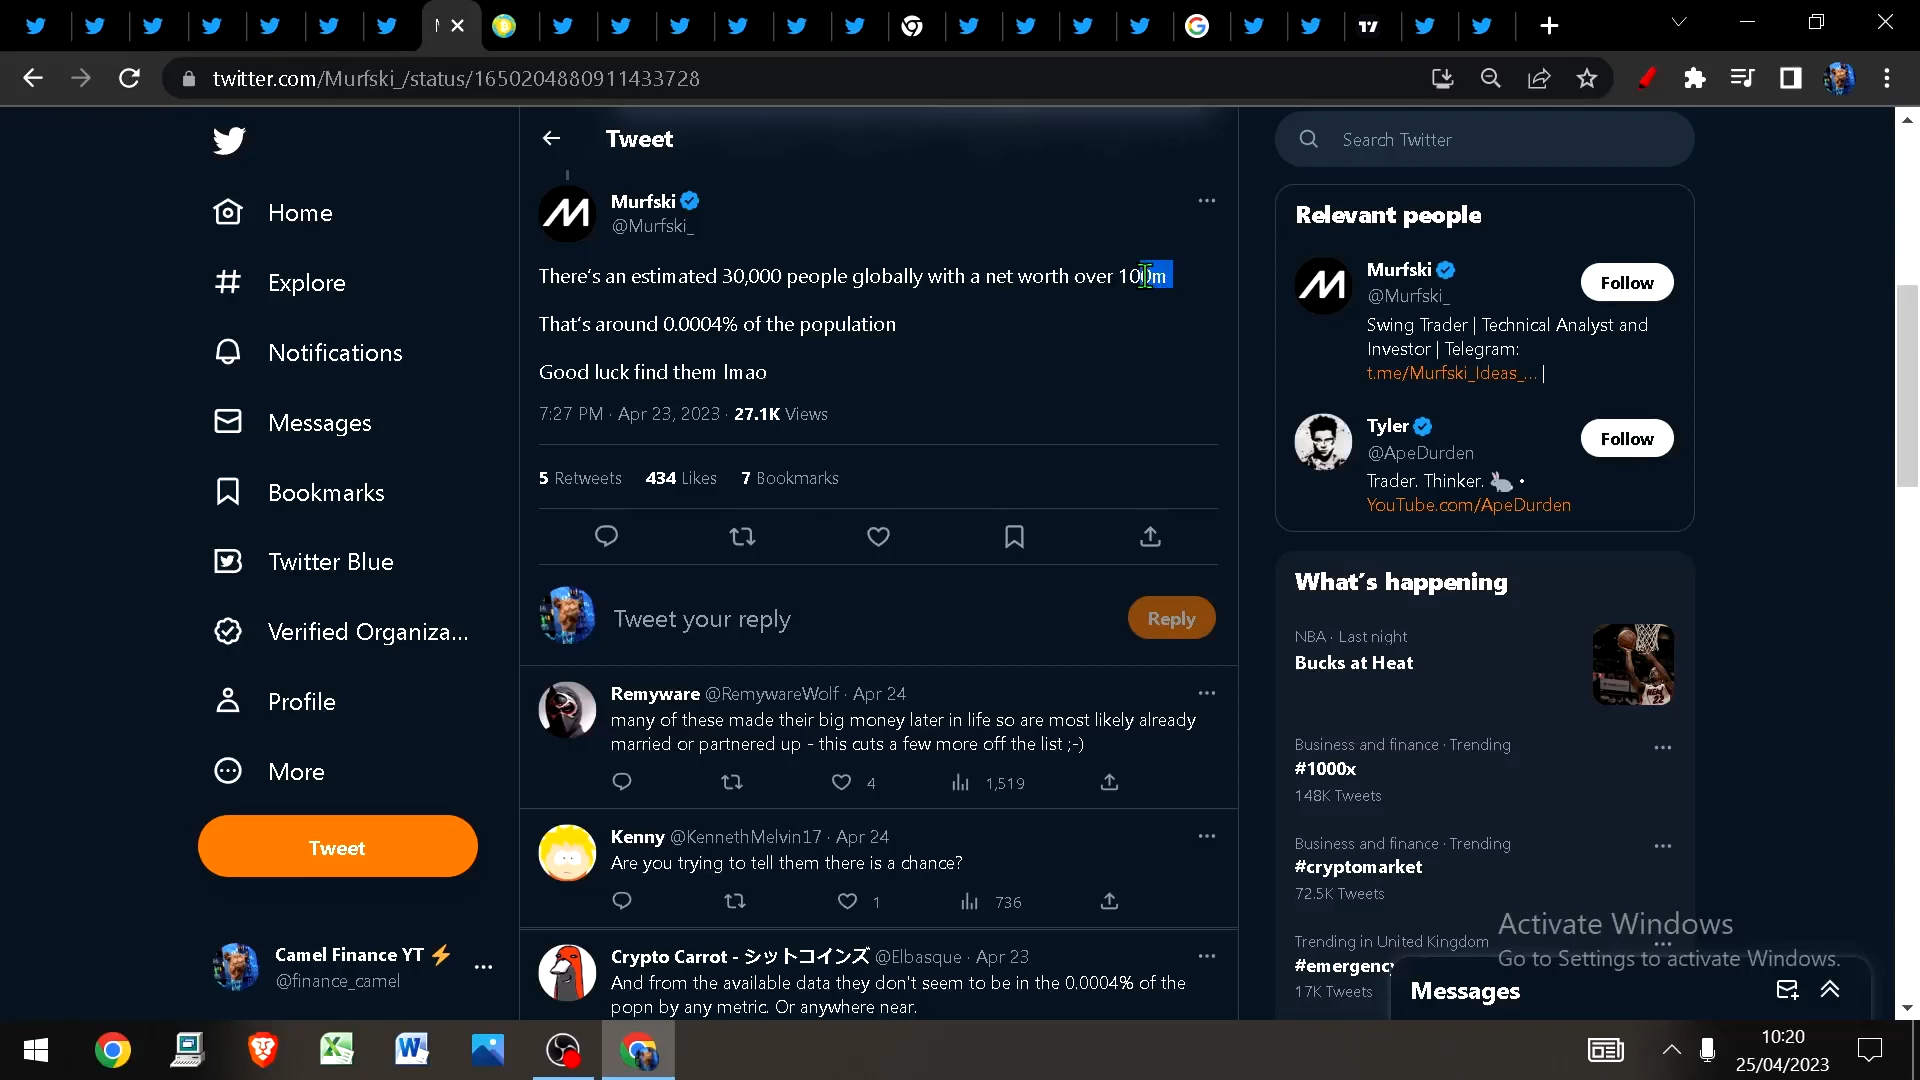 twitter.com/Murfski_/status/1650204880911433728
Tweet
Search Twitter
Home
Explore
Notifications
Messages
Bookmarks
Twitter Blue
Verified Organiza...
Profile
More
Tweet
Camel Finance YT ⚡
@finance_camel
Murfski
@Murfski_
There's an estimated 30,000 people globally with a net worth over 100m
That's around 0.0004% of the population
Good luck find them lmao
7:27 PM · Apr 23, 2023 · 27.1K Views
5 Retweets 434 Likes 7 Bookmarks
Tweet your reply
Reply
Remyware @RemywareWolf · Apr 24
many of these made their big money later in life so are most likely already
married or partnered up - this cuts a few more off the list ;-)
4 1,519
Kenny @KennethMelvin17 · Apr 24
Are you trying to tell them there is a chance?
1 736
Crypto Carrot - シットコインズ @Elbasque · Apr 23
And from the available data they don't seem to be in the 0.0004% of the
popn by any metric. Or anywhere near.
Relevant people
Murfski
@Murfski_
Follow
Swing Trader | Technical Analyst and
Investor | Telegram:
t.me/Murfski_Ideas_... |
Tyler
@ApeDurden
Follow
Trader. Thinker. 🐇 •
YouTube.com/ApeDurden
What's happening
NBA · Last night
Bucks at Heat
Business and finance · Trending
#1000x
148K Tweets
Business and finance · Trending
#cryptomarket
72.5K Tweets
Trending in United Kingdom
#emergency
17K Tweets
Activate Windows
Go to Settings to activate Windows.
Messages
10:20
25/04/2023